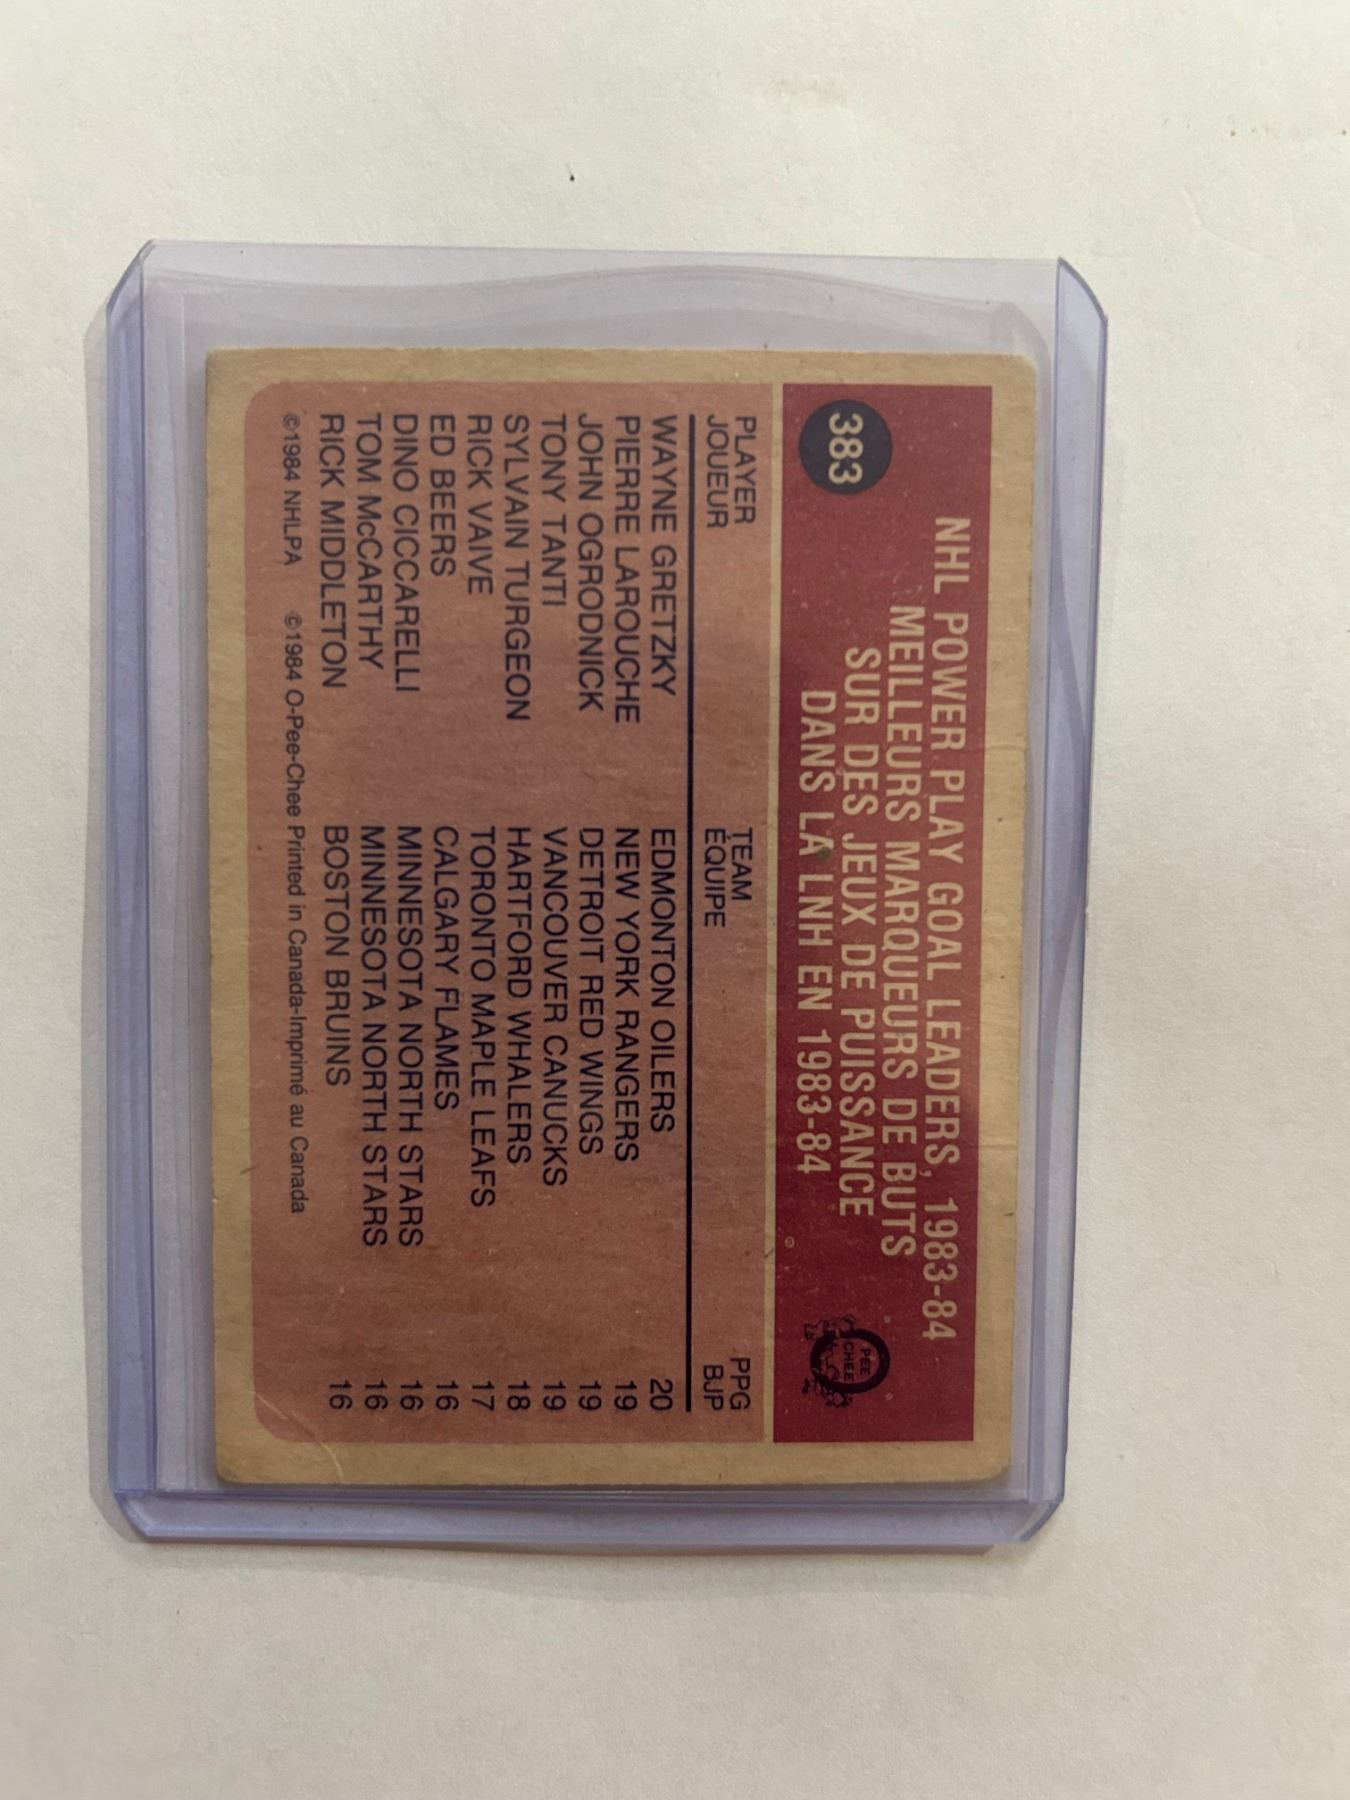 383
NHL POWER PLAY GOAL LEADERS, 1983-84
MEILLEURS MARQUEURS DE BUTS
SUR DES JEUX DE PUISSANCE
DANS LA LNH EN 1983-84
O
PEE
CHEE
PLAYER TEAM PPG
JOUEUR ÉQUIPE BJP
WAYNE GRETZKY EDMONTON OILERS 20
PIERRE LAROUCHE NEW YORK RANGERS 19
JOHN OGRODNICK DETROIT RED WINGS 19
TONY TANTI VANCOUVER CANUCKS 19
SYLVAIN TURGEON HARTFORD WHALERS 18
RICK VAIVE TORONTO MAPLE LEAFS 17
ED BEERS CALGARY FLAMES 16
DINO CICCARELLI MINNESOTA NORTH STARS 16
TOM McCARTHY MINNESOTA NORTH STARS 16
RICK MIDDLETON BOSTON BRUINS 16
©1984 NHLPA ©1984 O-Pee-Chee Printed in Canada-Imprimé au Canada